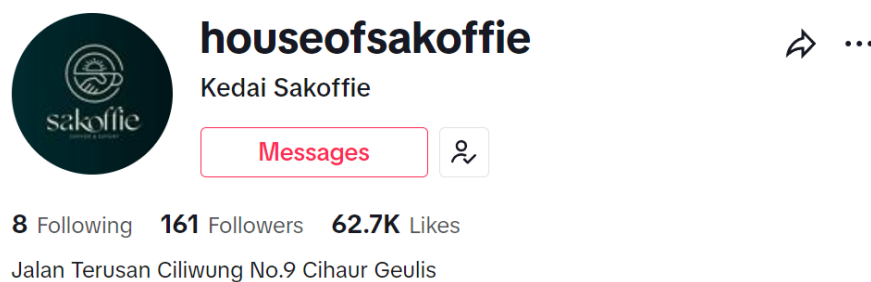 houseofsakoffie
Kedai Sakoffie
sakoffie
Messages
8 Following 161 Followers 62.7K Likes
Jalan Terusan Ciliwung No.9 Cihaur Geulis